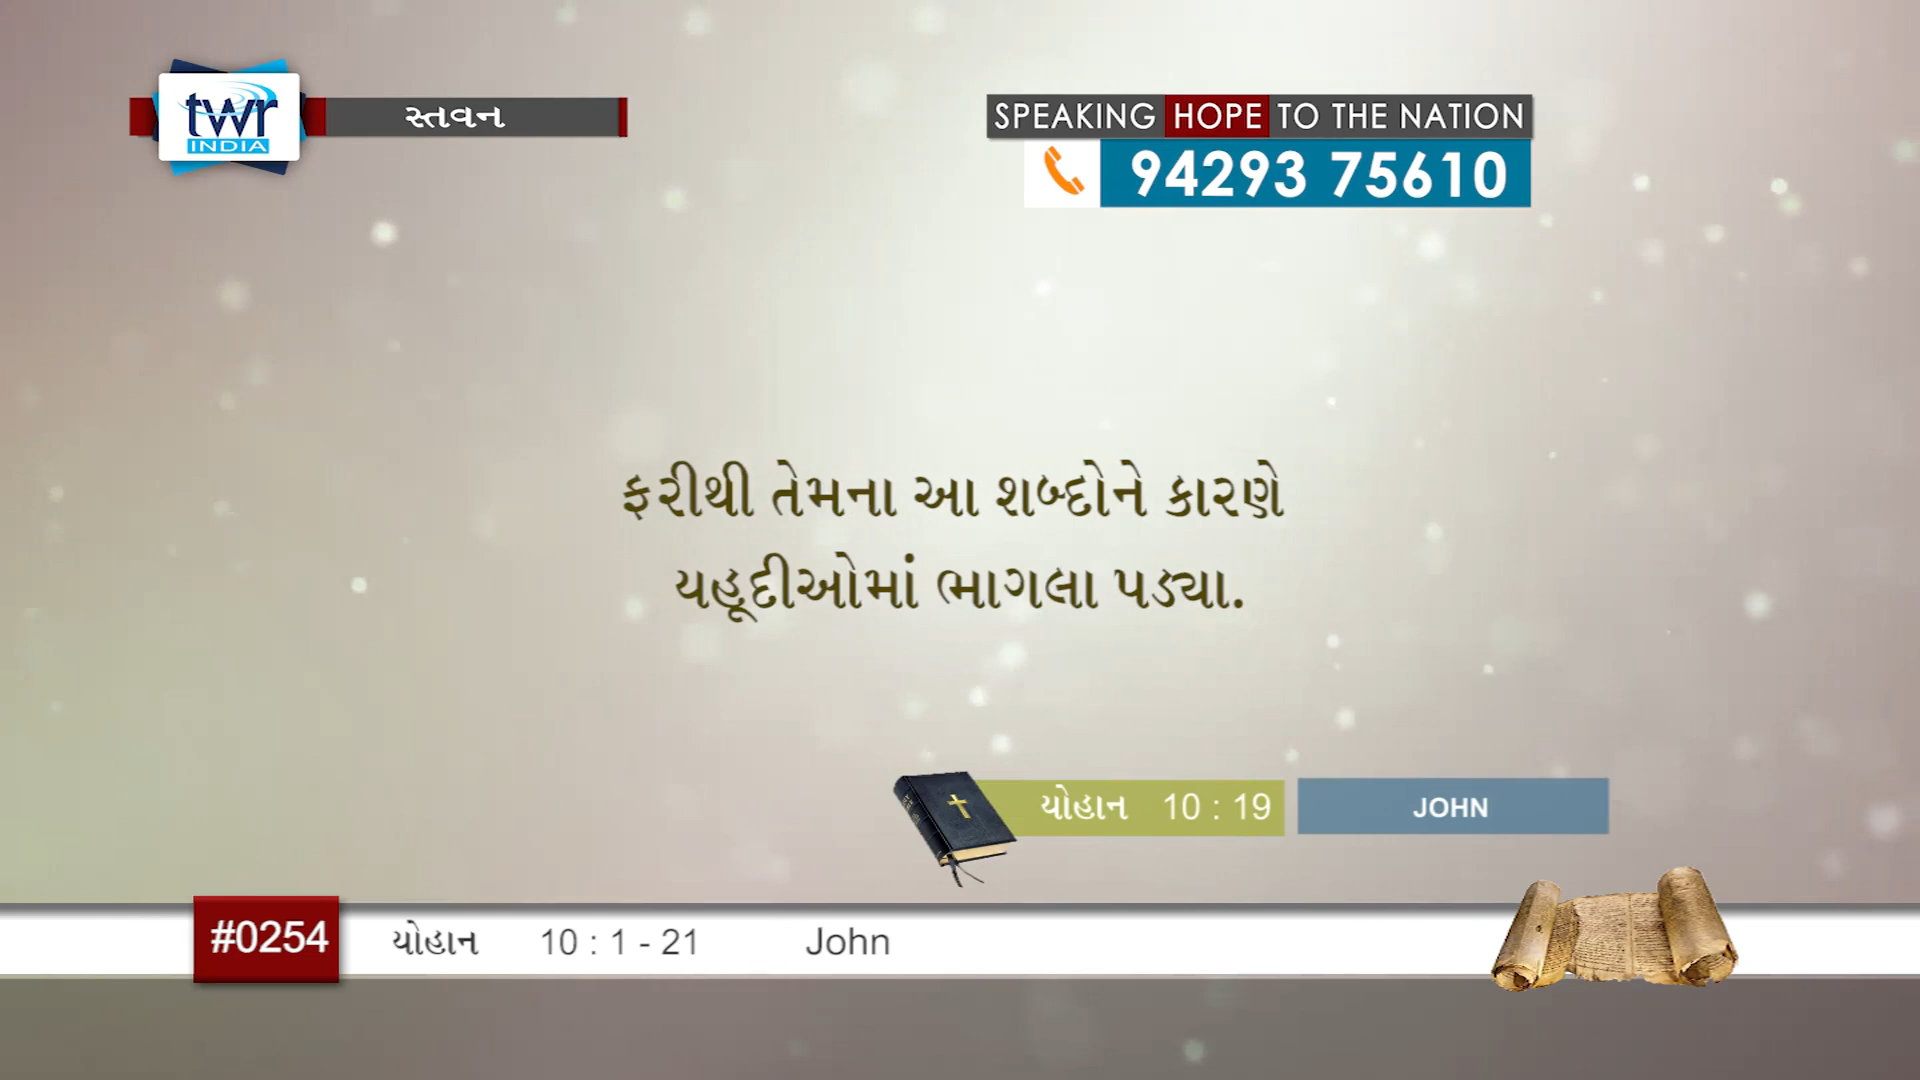 twr
INDIA
સ્તવન
SPEAKING HOPE TO THE NATION
94293 75610
ફરીથી તેમના આ શબ્દોને કારણે
યહૂદીઓમાં ભાગલા પડ્યા.
યોહાન 10 : 19
JOHN
#0254 યોહાન 10 : 1 - 21 John